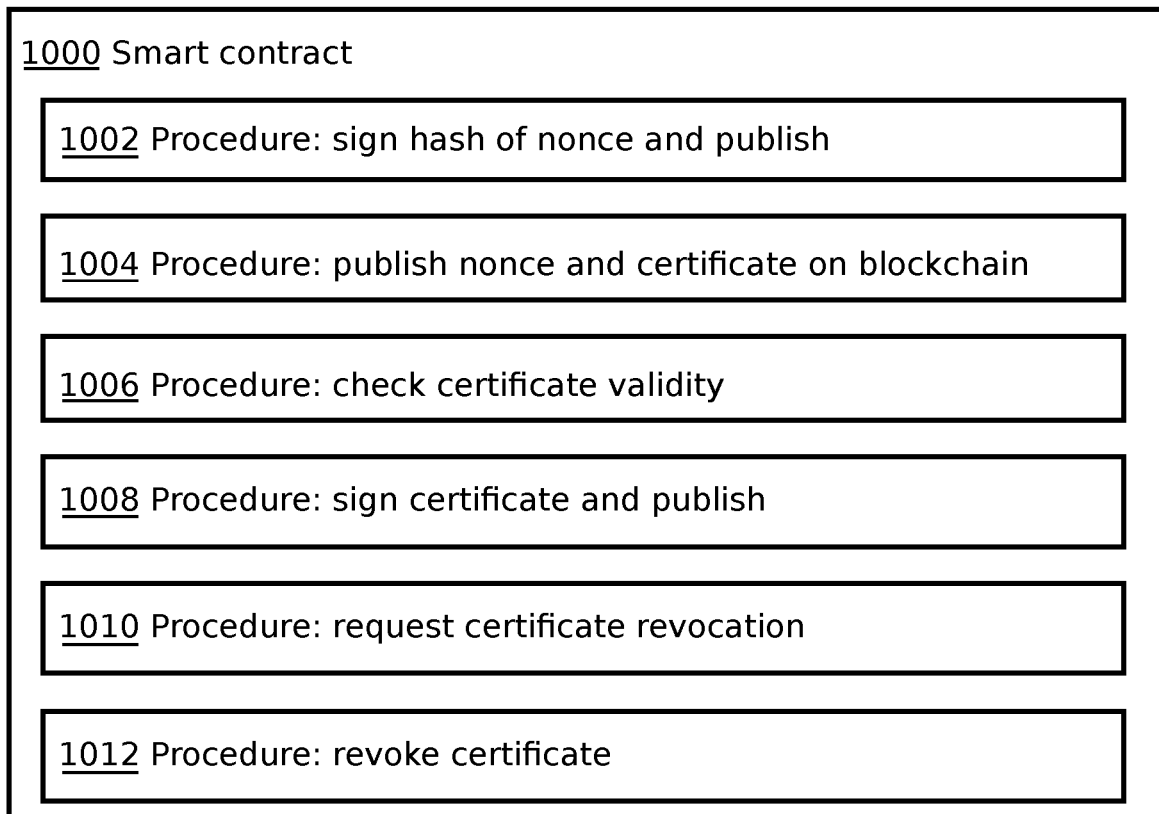 1000 Smart contract
1002 Procedure: sign hash of nonce and publish
1004 Procedure: publish nonce and certificate on blockchain
1006 Procedure: check certificate validity
1008 Procedure: sign certificate and publish
1010 Procedure: request certificate revocation
1012 Procedure: revoke certificate